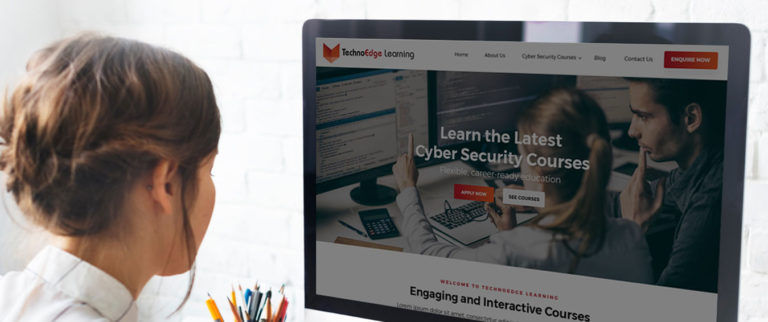 TechnoEdge Learning
Home About Us Cyber Security Courses Blog Contact Us ENQUIRE NOW
Learn the Latest
Cyber Security Courses
Flexible, career-ready education
APPLY NOW SEE COURSES
WELCOME TO TECHNOEDGE LEARNING
Engaging and Interactive Courses
Lorem ipsum dolor sit amet, consectetur